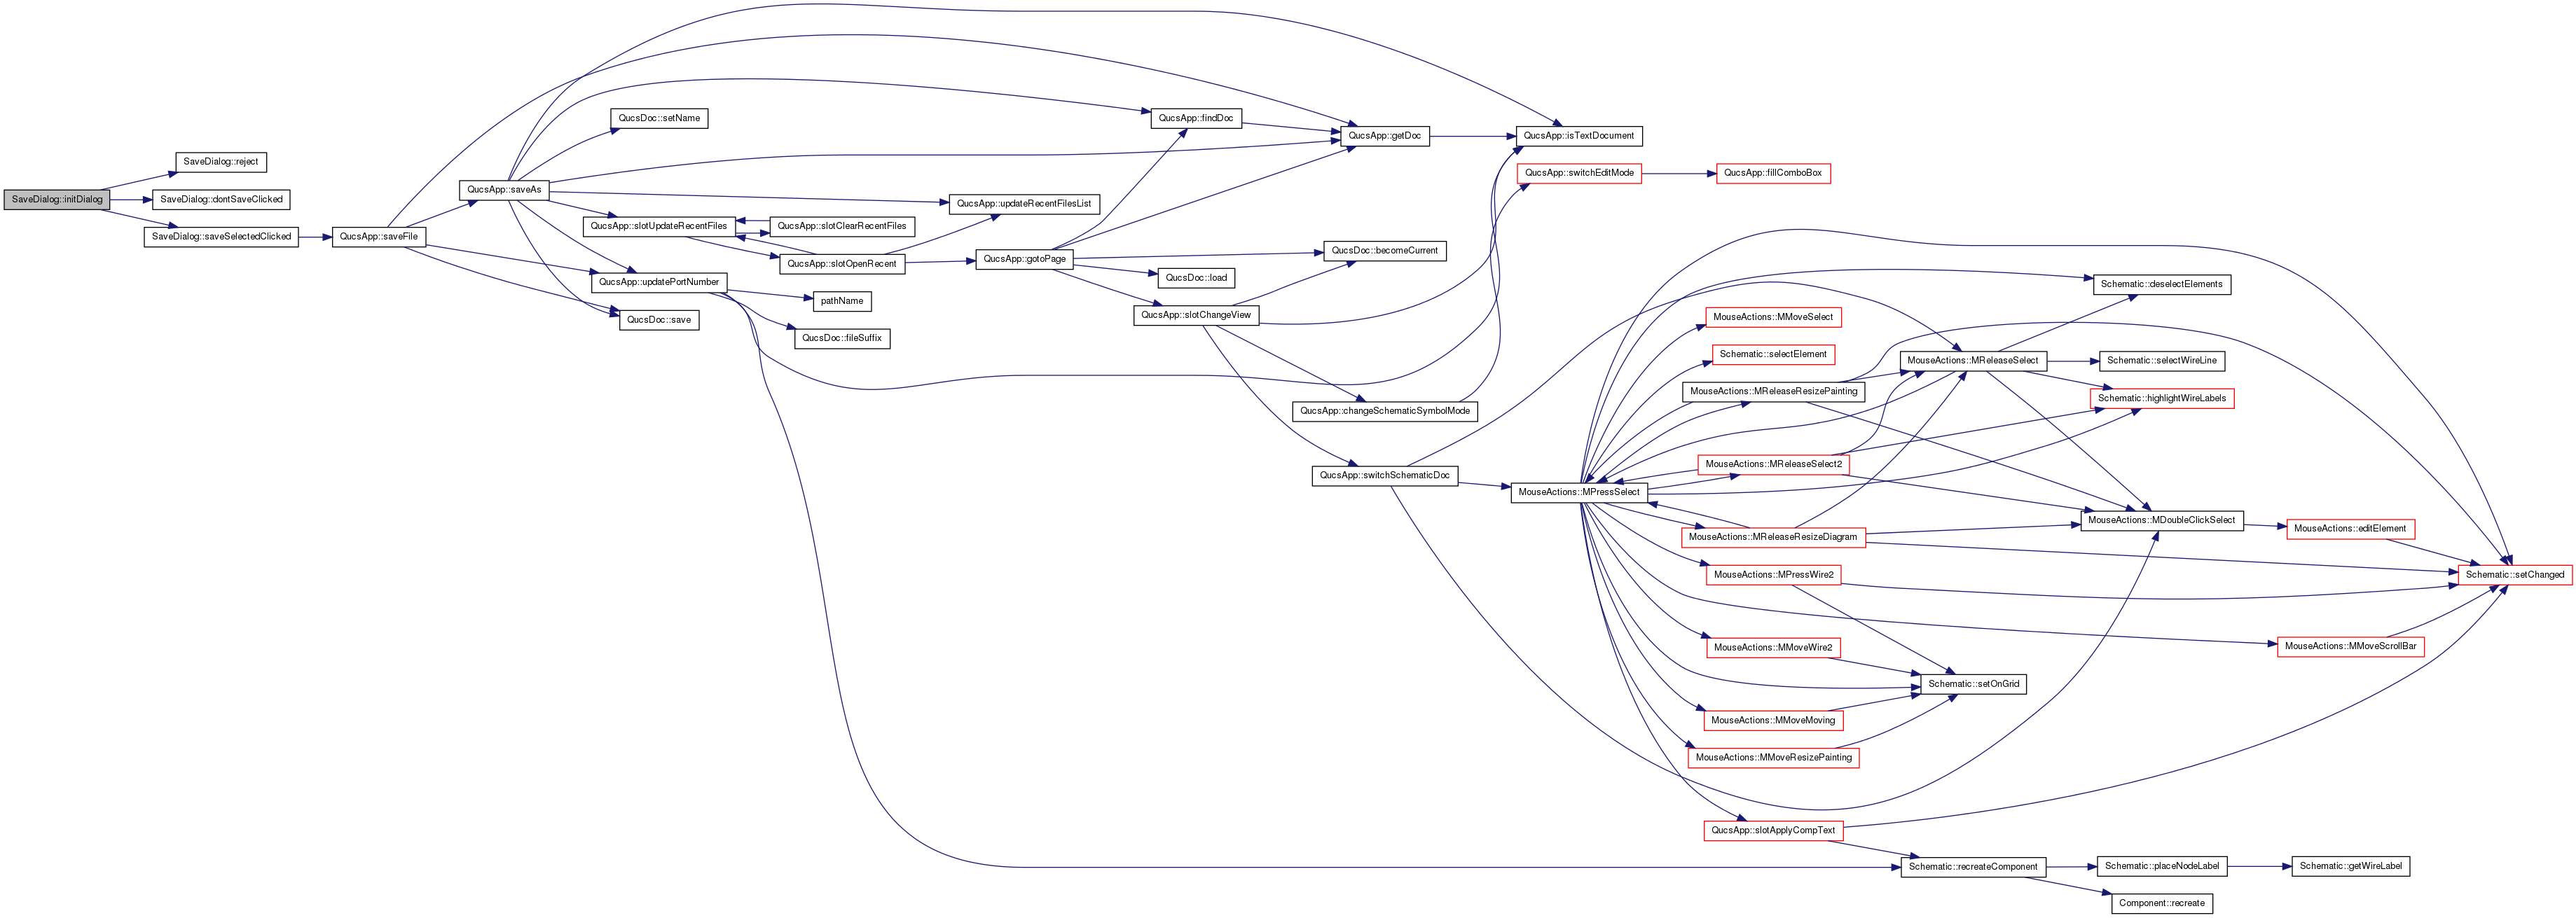 SaveDialog::initDialog
SaveDialog::reject
SaveDialog::dontSaveClicked
SaveDialog::saveSelectedClicked
QucsApp::saveFile
QucsApp::saveAs
QucsDoc::setName
QucsApp::slotUpdateRecentFiles
QucsApp::updatePortNumber
QucsDoc::save
QucsApp::slotClearRecentFiles
QucsApp::slotOpenRecent
pathName
QucsDoc::fileSuffix
QucsApp::updateRecentFilesList
QucsApp::gotoPage
QucsApp::findDoc
QucsDoc::load
QucsApp::slotChangeView
QucsApp::getDoc
QucsDoc::becomeCurrent
QucsApp::changeSchematicSymbolMode
QucsApp::switchSchematicDoc
QucsApp::isTextDocument
QucsApp::switchEditMode
MouseActions::MPressSelect
QucsApp::fillComboBox
MouseActions::MMoveSelect
Schematic::selectElement
MouseActions::MReleaseResizePainting
MouseActions::MReleaseSelect2
MouseActions::MReleaseResizeDiagram
MouseActions::MPressWire2
MouseActions::MMoveWire2
MouseActions::MMoveMoving
MouseActions::MMoveResizePainting
QucsApp::slotApplyCompText
MouseActions::MReleaseSelect
Schematic::setOnGrid
Schematic::recreateComponent
Schematic::deselectElements
Schematic::selectWireLine
Schematic::highlightWireLabels
MouseActions::MDoubleClickSelect
Schematic::placeNodeLabel
Component::recreate
MouseActions::editElement
MouseActions::MMoveScrollBar
Schematic::getWireLabel
Schematic::setChanged